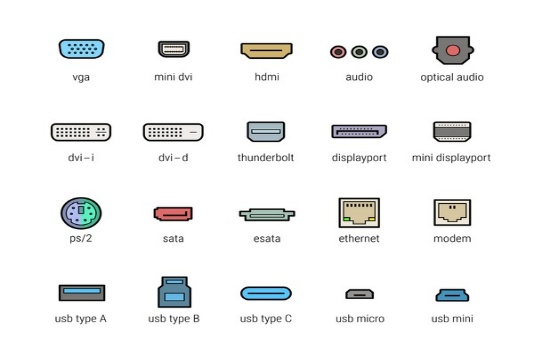 vga
mini dvi
hdmi
audio
optical audio
dvi-i
dvi-d
thunderbolt
displayport
mini displayport
ps/2
sata
esata
ethernet
modem
usb type A
usb type B
usb type C
usb micro
usb mini